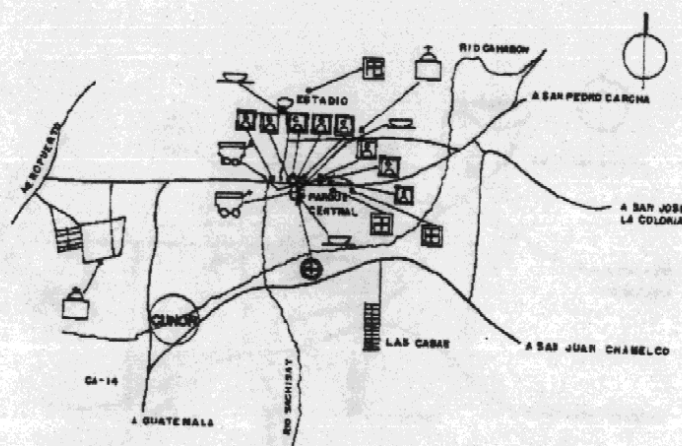 RIO CAHABON
ESTADIO
A SAN PEDRO CARCHA
AEROPUERTO
PARQUE
CENTRAL
A SAN JOSE
LA COLONIA
CUNOR
LAS CASAS
A SAN JUAN CHAMELCO
CA-14
A GUATEMALA
RIO SACHISAY